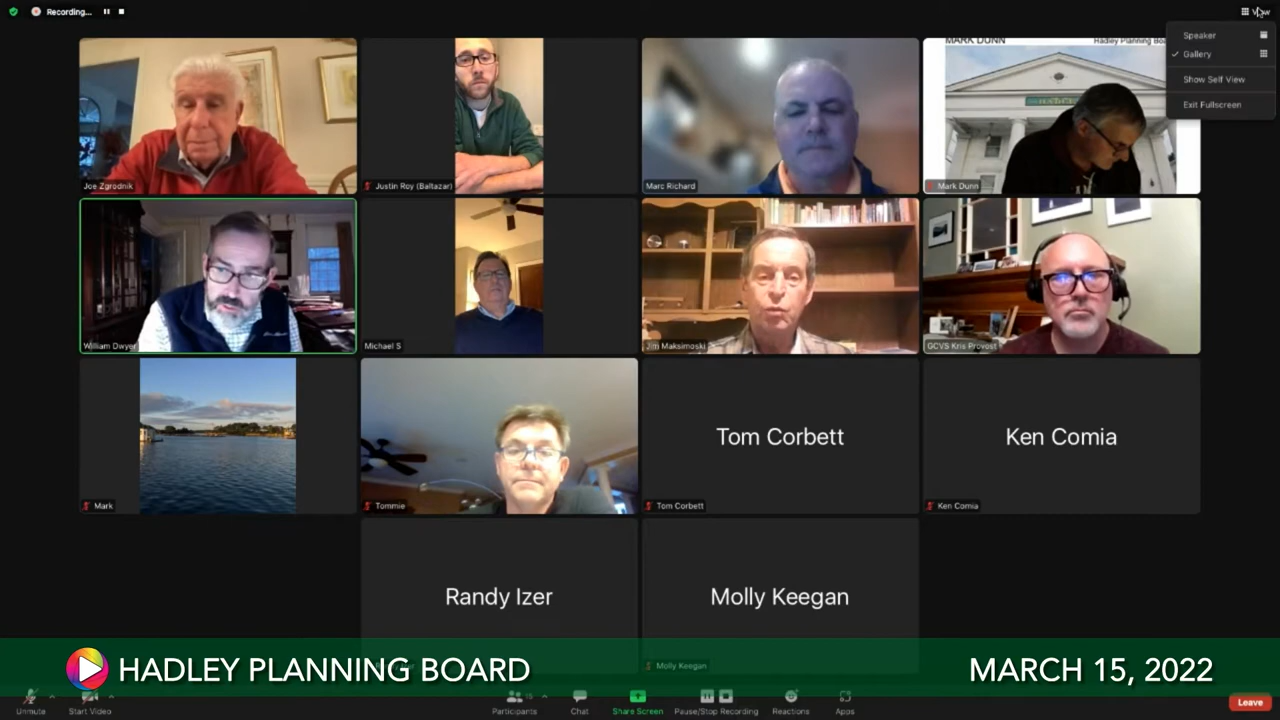 Recording...
View
Speaker
Gallery
Show Self View
Exit Fullscreen
MARK DUNN
Hadley Planning Boa
HADLEY
Joe Zgrodnik
Justin Roy (Baltazar)
Marc Richard
Mark Dunn
William Dwyer
Michael S
Jim Maksimoski
GCVS Kris Provost
Mark
Tommie
Tom Corbett
Tom Corbett
Ken Comia
Ken Comia
Randy Izer
Molly Keegan
Molly Keegan
HADLEY PLANNING BOARD
MARCH 15, 2022
Unmute
Start Video
Participants
Chat
Share Screen
Pause/Stop Recording
Reactions
Apps
Leave